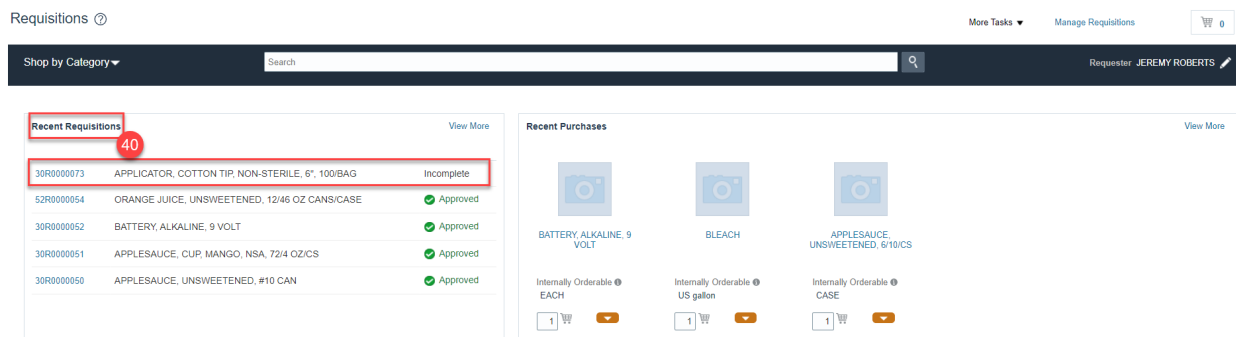 Requisitions ?
More Tasks ▼ Manage Requisitions 0
Shop by Category Search Requester JEREMY ROBERTS
Recent Requisitions View More
40
30R0000073 APPLICATOR, COTTON TIP, NON-STERILE, 6", 100/BAG Incomplete
52R0000054 ORANGE JUICE, UNSWEETENED, 12/46 OZ CANS/CASE Approved
30R0000052 BATTERY, ALKALINE, 9 VOLT Approved
30R0000051 APPLESAUCE, CUP, MANGO, NSA, 72/4 OZ/CS Approved
30R0000050 APPLESAUCE, UNSWEETENED, #10 CAN Approved
Recent Purchases View More
BATTERY, ALKALINE, 9
VOLT
BLEACH
APPLESAUCE,
UNSWEETENED, 6/10/CS
Internally Orderable Internally Orderable Internally Orderable
EACH US gallon CASE
1 1 1